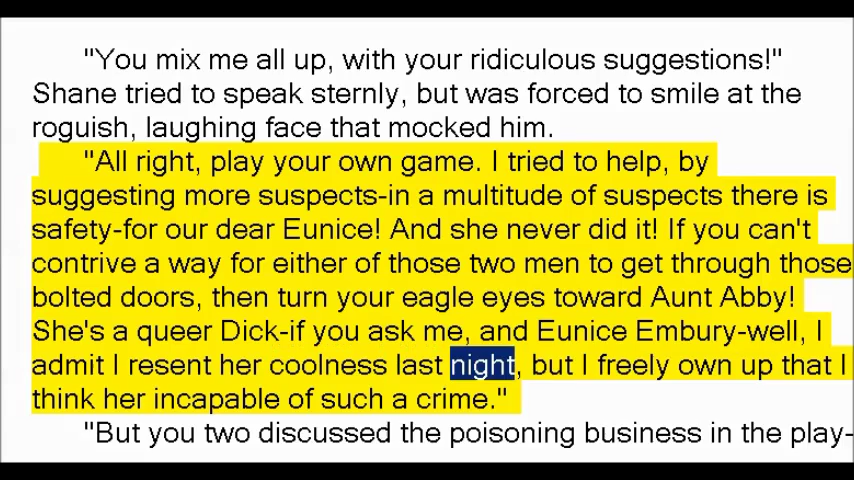 "You mix me all up, with your ridiculous suggestions!"
Shane tried to speak sternly, but was forced to smile at the
roguish, laughing face that mocked him.
"All right, play your own game. I tried to help, by
suggesting more suspects-in a multitude of suspects there is
safety-for our dear Eunice! And she never did it! If you can't
contrive a way for either of those two men to get through those
bolted doors, then turn your eagle eyes toward Aunt Abby!
She's a queer Dick-if you ask me, and Eunice Embury-well, I
admit I resent her coolness last night, but I freely own up that I
think her incapable of such a crime."
"But you two discussed the poisoning business in the play-